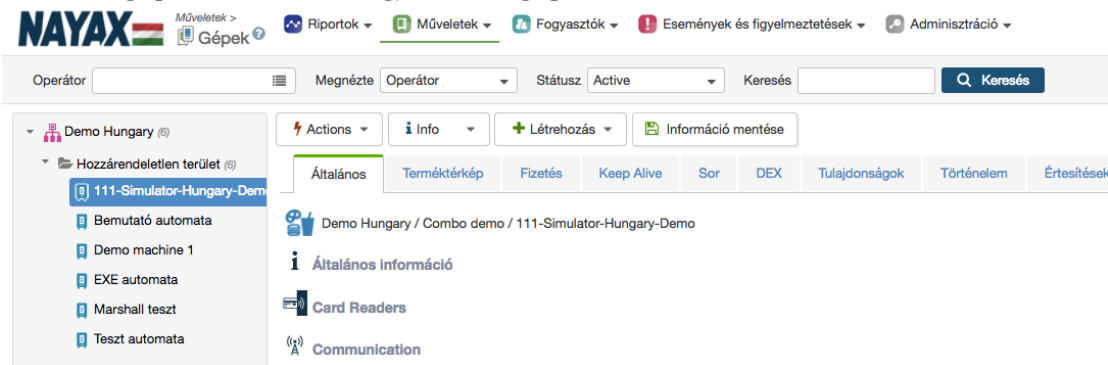 NAYAX
Műveletek >
Gépek
Riportok
Műveletek
Fogyasztók
Események és figyelmeztetések
Adminisztráció
Operátor
Megnézte Operátor
Státusz Active
Keresés
Keresés
Demo Hungary (6)
Hozzárendeletlen terület (6)
111-Simulator-Hungary-Dem
Bemutató automata
Demo machine 1
EXE automata
Marshall teszt
Teszt automata
Actions
Info
Létrehozás
Információ mentése
Általános
Terméktérkép
Fizetés
Keep Alive
Sor
DEX
Tulajdonságok
Történelem
Értesítések
Demo Hungary / Combo demo / 111-Simulator-Hungary-Demo
Általános információ
Card Readers
Communication